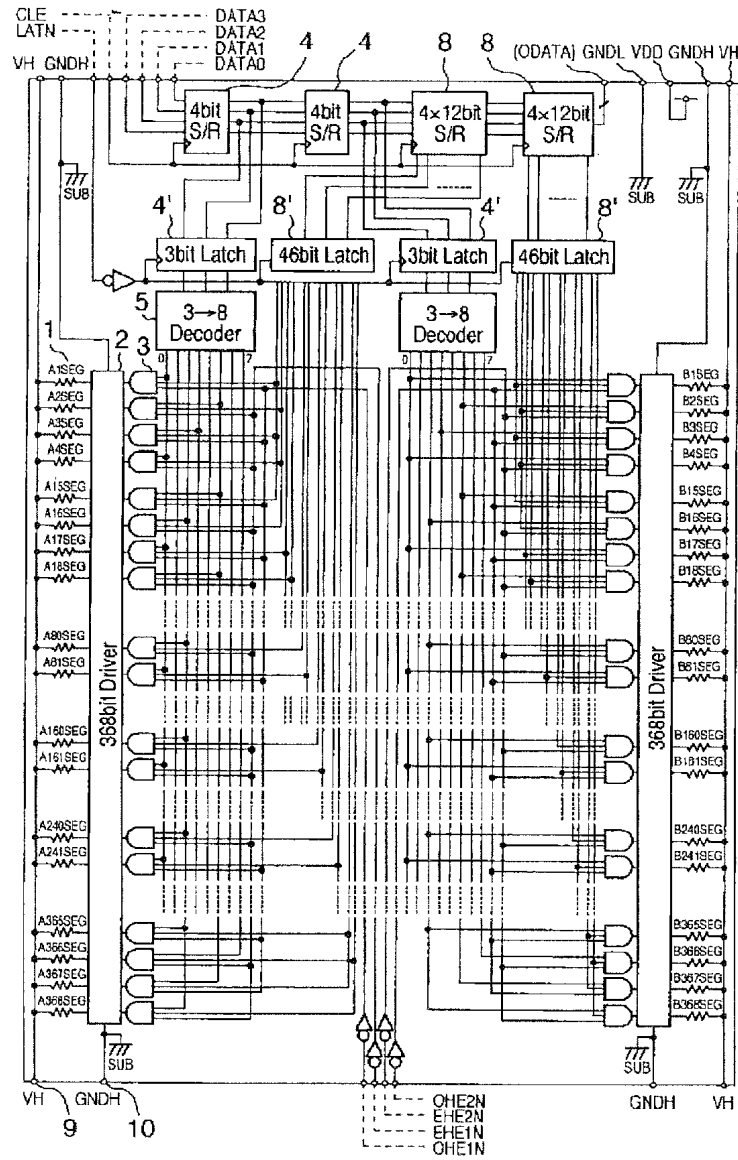 CLE
LATN
DATA3
DATA2
DATA1
DATA0
4
4
8
8
(ODATA) GNDL VDD GNDH VH
VH GNDH
4bit S/R
4bit S/R
4×12bit S/R
4×12bit S/R
SUB
SUB
SUB
4'
8'
4'
8'
3bit Latch
46bit Latch
3bit Latch
46bit Latch
5
3→8 Decoder
3→8 Decoder
0
7
0
7
1
2
3
A1SEG
A2SEG
A3SEG
A4SEG
A15SEG
A16SEG
A17SEG
A18SEG
A80SEG
A81SEG
A160SEG
A161SEG
A240SEG
A241SEG
A365SEG
A366SEG
A367SEG
A368SEG
368bit Driver
368bit Driver
B1SEG
B2SEG
B3SEG
B4SEG
B15SEG
B16SEG
B17SEG
B18SEG
B80SEG
B81SEG
B160SEG
B161SEG
B240SEG
B241SEG
B365SEG
B366SEG
B367SEG
B368SEG
SUB
SUB
VH
9
GNDH
10
OHE2N
EHE2N
EHE1N
OHE1N
GNDH
VH